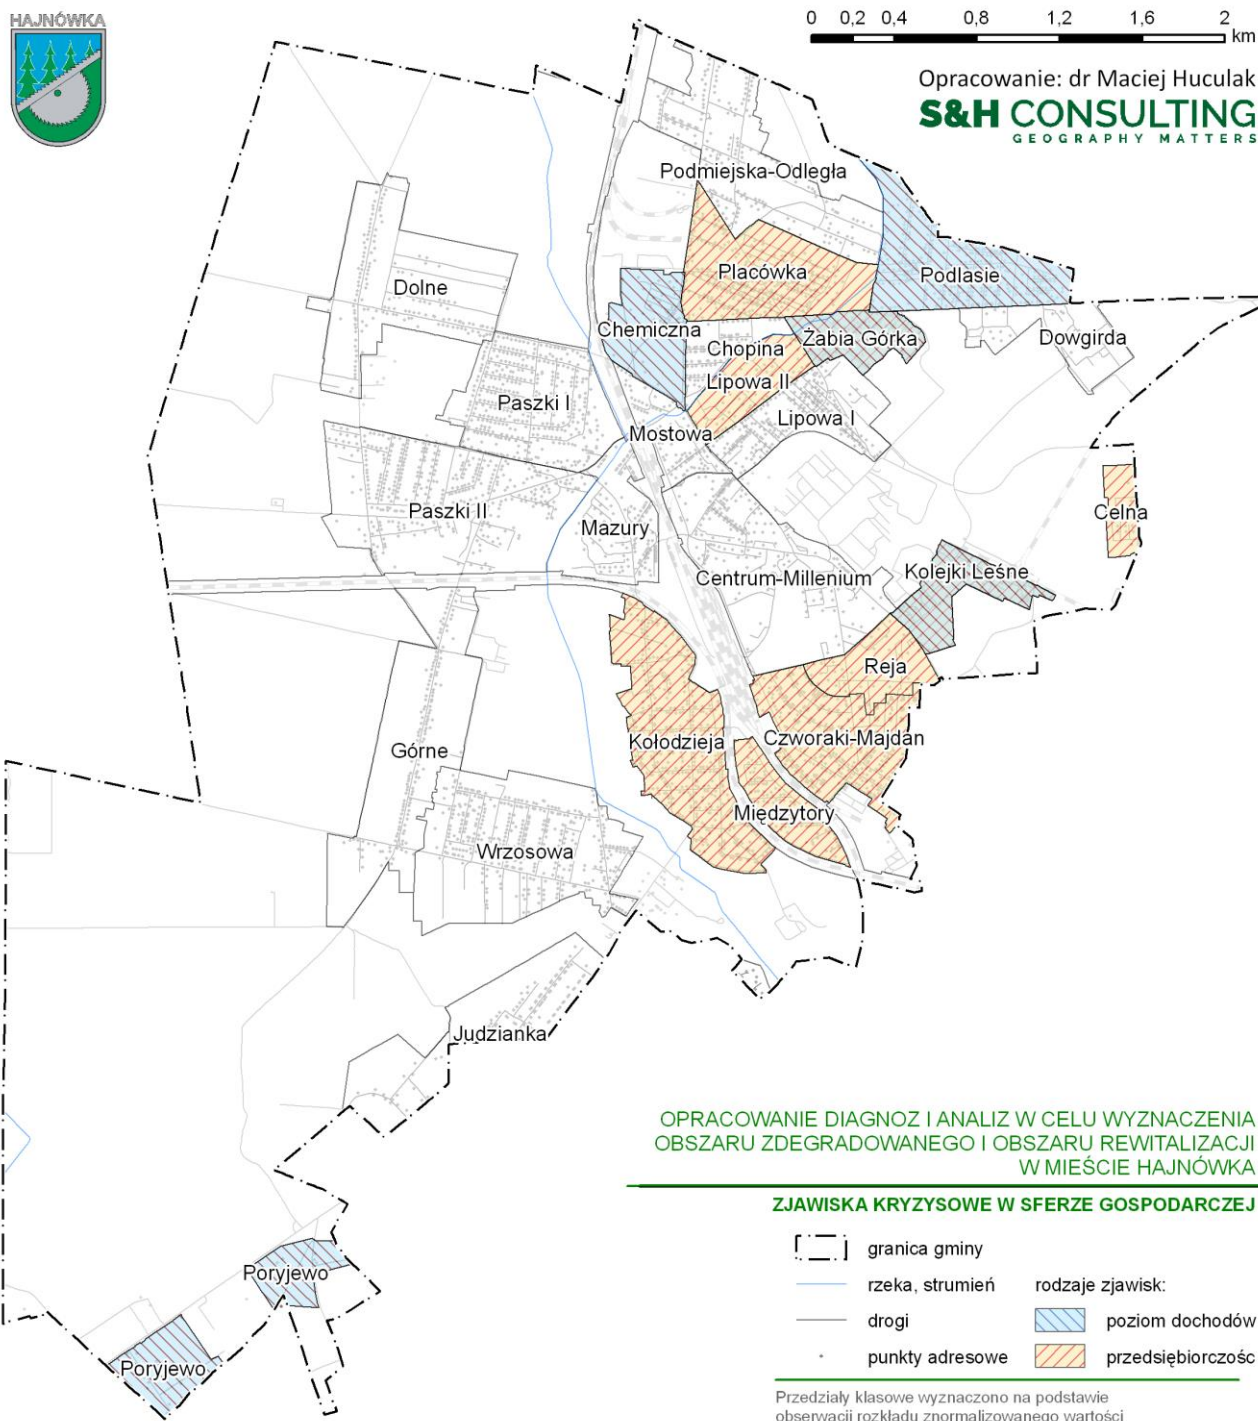 HAJNÓWKA
0 0,2 0,4 0,8 1,2 1,6 2
km
Opracowanie: dr Maciej Huculak
S&H CONSULTING
GEOGRAPHY MATTERS
Podmiejska-Odległa
Placówka
Podlasie
Dolne
Chemiczna
Żabia Górka
Dowgirda
Chopina
Lipowa II
Paszki I
Lipowa I
Mostowa
Paszki II
Celna
Mazury
Kolejki Leśne
Centrum-Millenium
Reja
Kołodzieja
Czworaki-Majdan
Górne
Międzytory
Wrzosowa
Judzianka
Poryjewo
Poryjewo
OPRACOWANIE DIAGNOZ I ANALIZ W CELU WYZNACZENIA
OBSZARU ZDEGRADOWANEGO I OBSZARU REWITALIZACJI
W MIEŚCIE HAJNÓWKA
ZJAWISKA KRYZYSOWE W SFERZE GOSPODARCZEJ
granica gminy
rzeka, strumień
drogi
punkty adresowe
rodzaje zjawisk:
poziom dochodów
przedsiębiorczośc
Przedziały klasowe wyznaczono na podstawie
obserwacji rozkładu znormalizowanego wartości